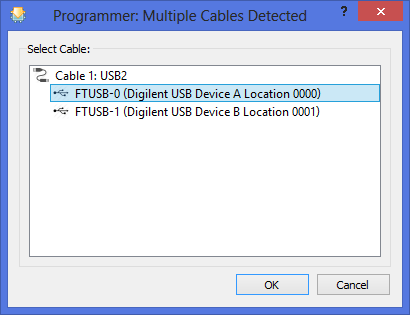 Programmer: Multiple Cables Detected
?
Select Cable:
Cable 1: USB2
FTUSB-0 (Digilent USB Device A Location 0000)
FTUSB-1 (Digilent USB Device B Location 0001)
OK
Cancel